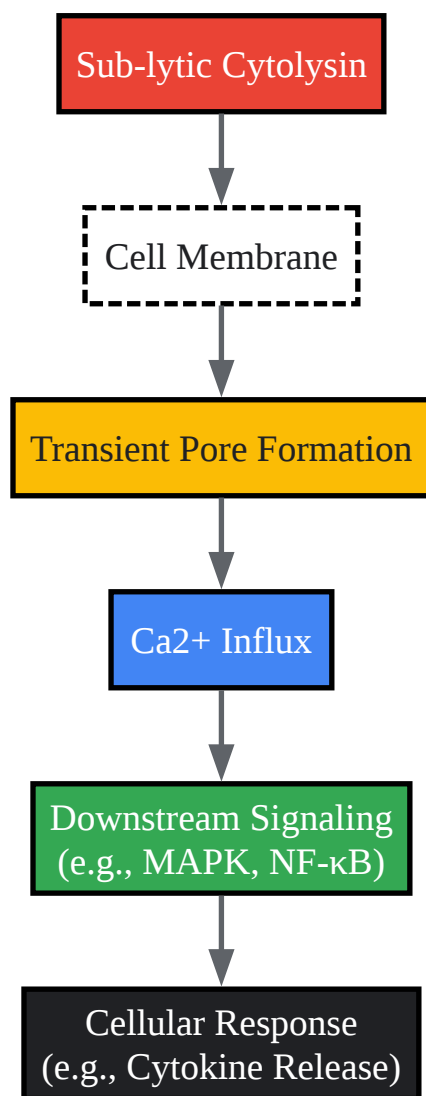 Sub-lytic Cytolysin
Cell Membrane
Transient Pore Formation
Ca2+ Influx
Downstream Signaling
(e.g., MAPK, NF-κB)
Cellular Response
(e.g., Cytokine Release)